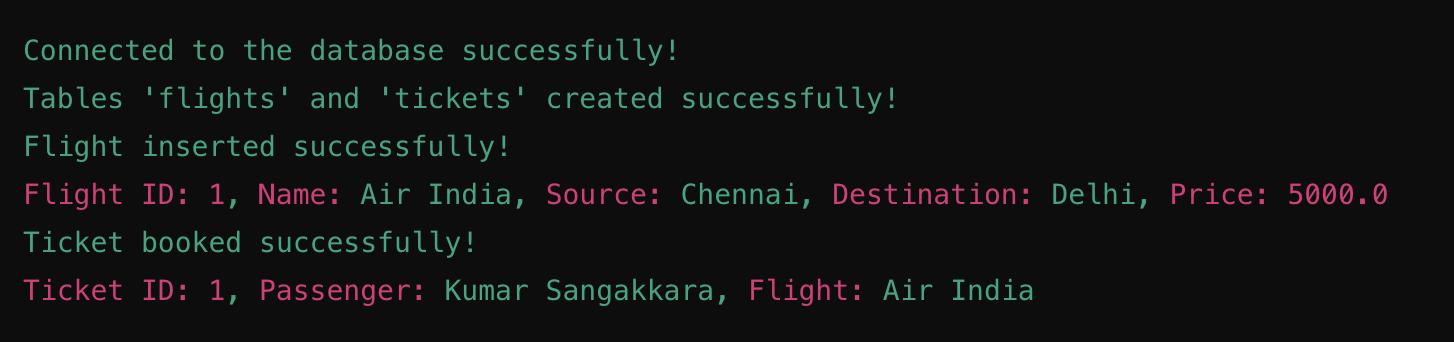 Connected to the database successfully!
Tables 'flights' and 'tickets' created successfully!
Flight inserted successfully!
Flight ID: 1, Name: Air India, Source: Chennai, Destination: Delhi, Price: 5000.0
Ticket booked successfully!
Ticket ID: 1, Passenger: Kumar Sangakkara, Flight: Air India